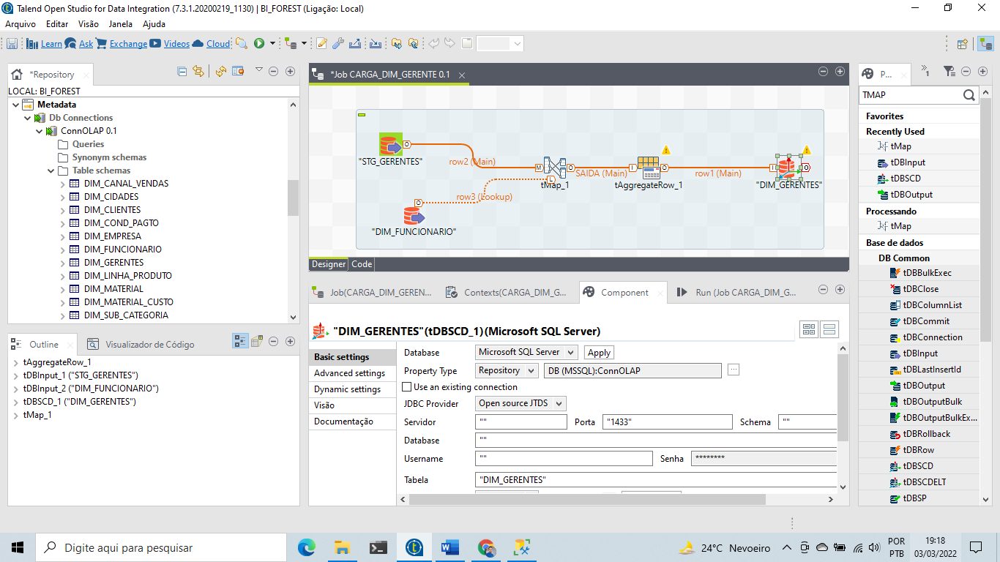 Talend Open Studio for Data Integration (7.3.1.20200219_1130) | BI_FOREST (Ligação: Local)
Arquivo Editar Visão Janela Ajuda
Learn Ask Exchange Videos Cloud
*Repository
LOCAL: BI_FOREST
Metadata
Db Connections
ConnOLAP 0.1
Queries
Synonym schemas
Table schemas
DIM_CANAL_VENDAS
DIM_CIDADES
DIM_CLIENTES
DIM_COND_PAGTO
DIM_EMPRESA
DIM_FUNCIONARIO
DIM_GERENTES
DIM_LINHA_PRODUTO
DIM_MATERIAL
DIM_MATERIAL_CUSTO
DIM_SUB_CATEGORIA
Outline Visualizador de Código
tAggregateRow_1
tDBInput_1 ("STG_GERENTES")
tDBInput_2 ("DIM_FUNCIONARIO")
tDBSCD_1 ("DIM_GERENTES")
tMap_1
*Job CARGA_DIM_GERENTE 0.1
"STG_GERENTES"
row2 (Main)
M
O
L
I
SAIDA (Main)
row1 (Main)
tMap_1
tAggregateRow_1
"DIM_GERENTES"
row3 (Lookup)
"DIM_FUNCIONARIO"
Designer Code
Job(CARGA_DIM_GEREN... Contexts(CARGA_DIM_G... Component Run (Job CARGA_DIM_G...
"DIM_GERENTES"(tDBSCD_1)(Microsoft SQL Server)
Basic settings
Advanced settings
Dynamic settings
Visão
Documentação
Database Microsoft SQL Server Apply
Property Type Repository DB (MSSQL):ConnOLAP ...
Use an existing connection
JDBC Provider Open source JTDS
Servidor "" Porta "1433" Schema ""
Database ""
Username "" Senha ********
Tabela "DIM_GERENTES"
P...
1
TMAP
Favorites
Recently Used
tMap
tDBInput
tDBSCD
tDBOutput
Processando
tMap
Base de dados
DB Common
tDBBulkExec
tDBClose
tDBColumnList
tDBCommit
tDBConnection
tDBInput
tDBLastInsertId
tDBOutput
tDBOutputBulk
tDBOutputBulkEx...
tDBRollback
tDBRow
tDBSCD
tDBSCDELT
tDBSP
Digite aqui para pesquisar
24°C Nevoeiro
POR
PTB
19:18
03/03/2022